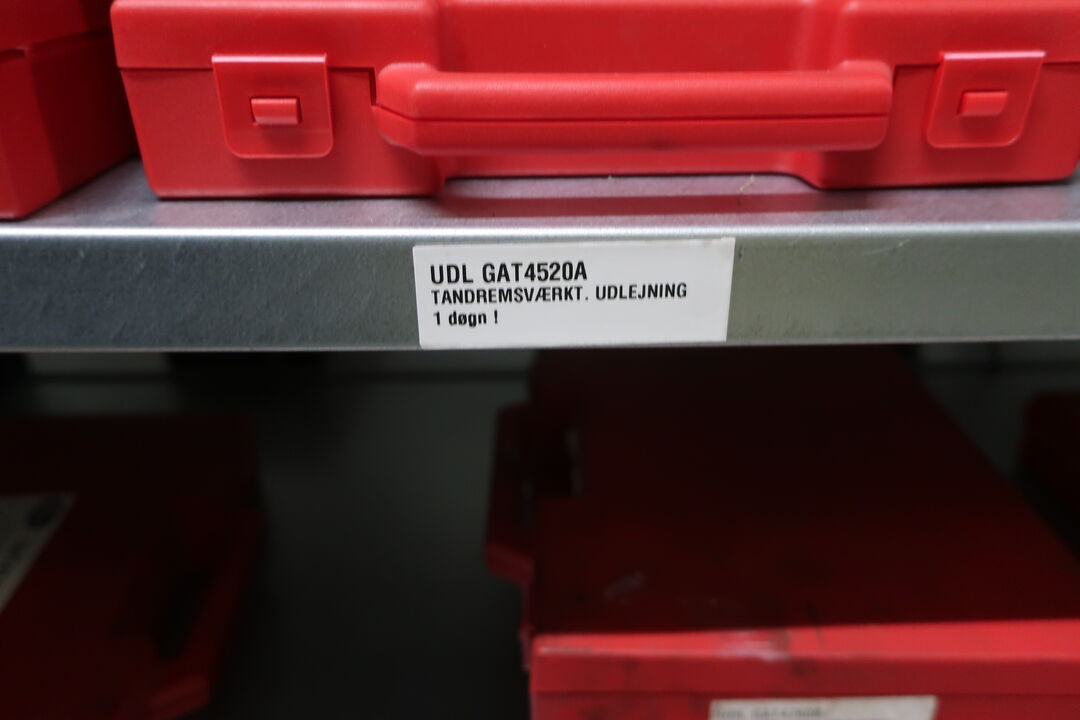 UDL GAT4520A
TANDREMSVÆRKT. UDLEJNING
1 døgn !